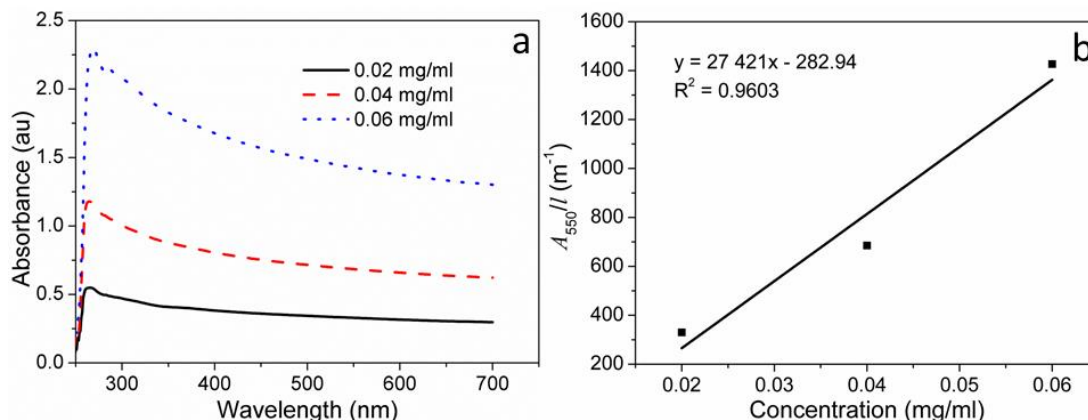 a
2.5
2.0
1.5
1.0
0.5
0.0
300 400 500 600 700
Absorbance (au)
Wavelength (nm)
0.02 mg/ml
0.04 mg/ml
0.06 mg/ml
b
1600
1400
1200
1000
800
600
400
200
0.02 0.03 0.04 0.05 0.06
A₅₅₀/l (m⁻¹)
Concentration (mg/ml)
y = 27 421x - 282.94
R² = 0.9603